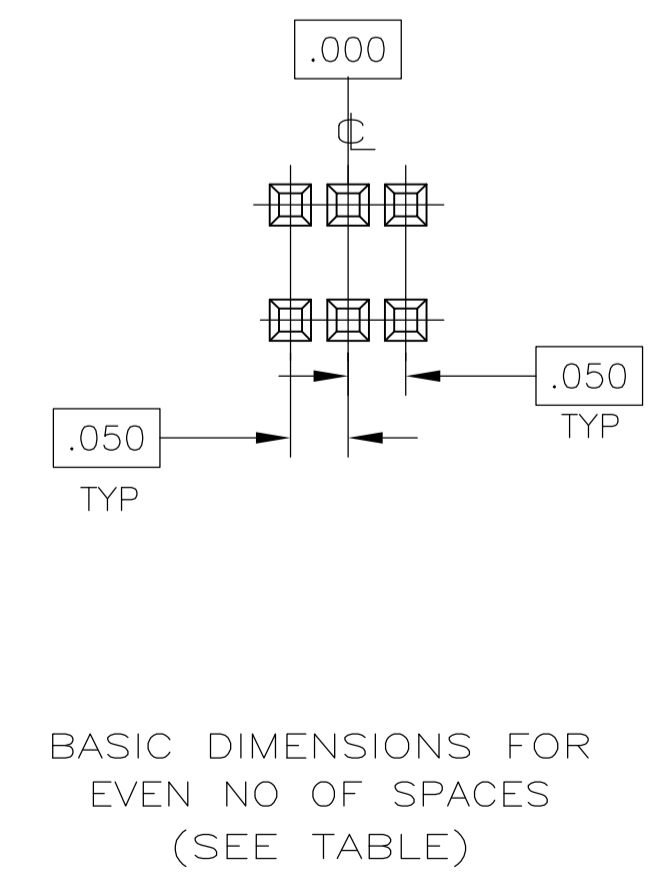 .000
℄
.050
TYP
.050
TYP
BASIC DIMENSIONS FOR
EVEN NO OF SPACES
(SEE TABLE)